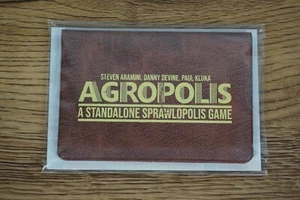 STEVEN ARAMINI, DANNY DEVINE, PAUL KLUKA
AGROPOLIS
A STANDALONE SPRAWLOPOLIS GAME